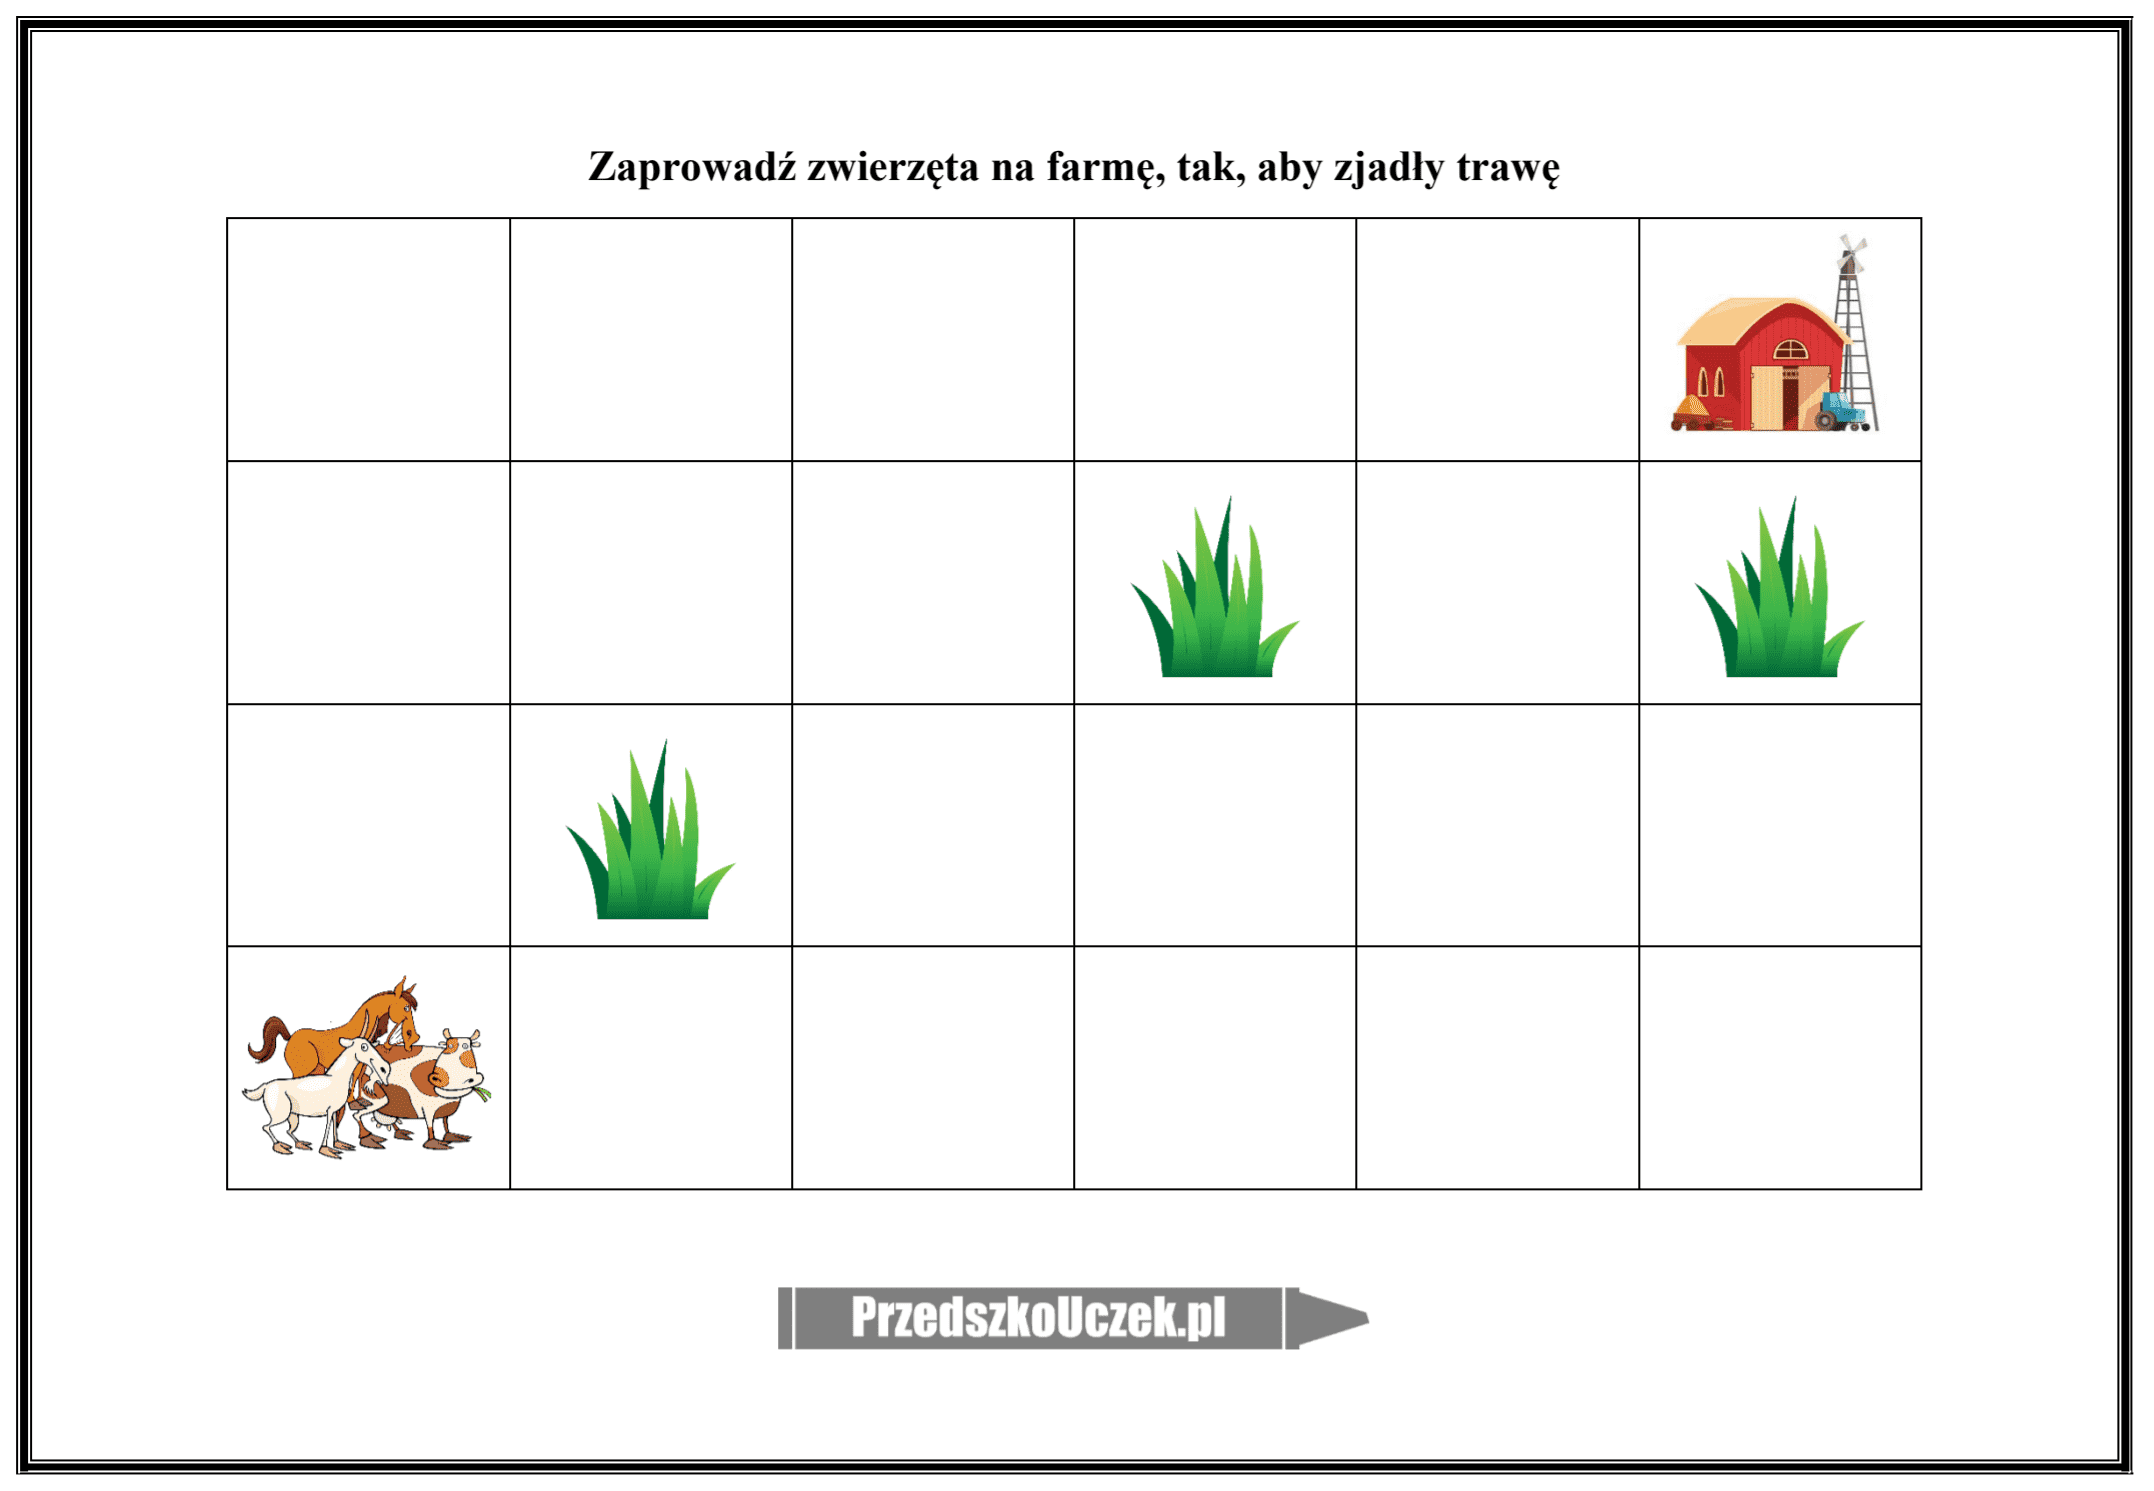 Zaprowadź zwierzęta na farmę, tak, aby zjadły trawę
PrzedszkoUczek.pl